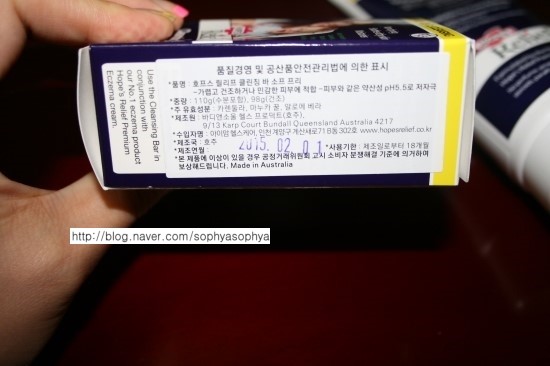 품질경영 및 공산품안전관리법에 의한 표시
*품명 : 호프스 릴리프 클린징 바 소프 프리
-가렵고 건조하거나 민감한 피부에 적합 -피부와 같은 약산성 pH5.5로 저자극
*중량 : 110g(수분포함), 96g(건조)
*주 유효성분 : 카렌둘라, 마누카 꿀, 알로에 베라
*제조원 : 바디앤소울 헬스 프로덕트(호주),
9/13 Karp Court Bundall Queensland Australia 4217
*수입자명 : 아이맘 헬스케어, 인천계양구 계산새로71 B동 302호 www.hopesrelief.co.kr
*제조국 : 호주
*제조연월 : 2015.02.01 *사용기한 : 제조일로부터 18개월
*본 제품에 이상이 있을 경우 공정거래위원회 고시 소비자 분쟁해결 기준에 의거하여
보상해드립니다. Made in Australia
Use the Cleansing Bar in
conjunction with
our No.1 eczema product
Hope's Relief Premium
Eczema cream.
http://blog.naver.com/sophyasophya